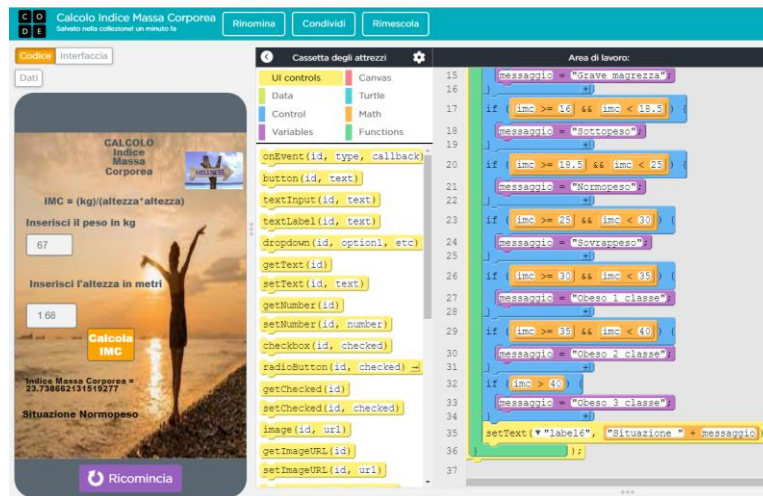 C O
D E
Calcolo Indice Massa Corporea
Salvato nella collezione! un minuto fa
Rinomina
Condividi
Rimescola
Codice
Interfaccia
Dati
CALCOLO
Indice
Massa
Corporea
IMC = (kg)/(altezza*altezza)
Inserisci il peso in kg
67
Inserisci l'altezza in metri
1.68
Calcola
IMC
Indice Massa Corporea =
23.738662131519277
Situazione Normopeso
Ricomincia
Cassetta degli attrezzi
UI controls
Canvas
Data
Turtle
Control
Math
Variables
Functions
onEvent(id, type, callback)
button(id, text)
textInput(id, text)
textLabel(id, text)
dropdown(id, option1, etc)
getText(id)
setText(id, text)
getNumber(id)
setNumber(id, number)
checkbox(id, checked)
radioButton(id, checked)
getChecked(id)
setChecked(id, checked)
image(id, url)
getImageURL(id)
setImageURL(id, url)
Area di lavoro:
15 messaggio = "Grave magrezza";
16 }
17 if ( imc >= 16 && imc < 18.5 ) {
18 messaggio = "Sottopeso";
19 }
20 if ( imc >= 18.5 && imc < 25 ) {
21 messaggio = "Normopeso";
22 }
23 if ( imc >= 25 && imc < 30 ) {
24 messaggio = "Sovrappeso";
25 }
26 if ( imc >= 30 && imc < 35 ) {
27 messaggio = "Obeso 1 classe";
28 }
29 if ( imc >= 35 && imc < 40 ) {
30 messaggio = "Obeso 2 classe";
31 }
32 if ( imc > 40 ) {
33 messaggio = "Obeso 3 classe";
34 }
35 setText( "label6", "Situazione " + messaggio)
36 } );
37